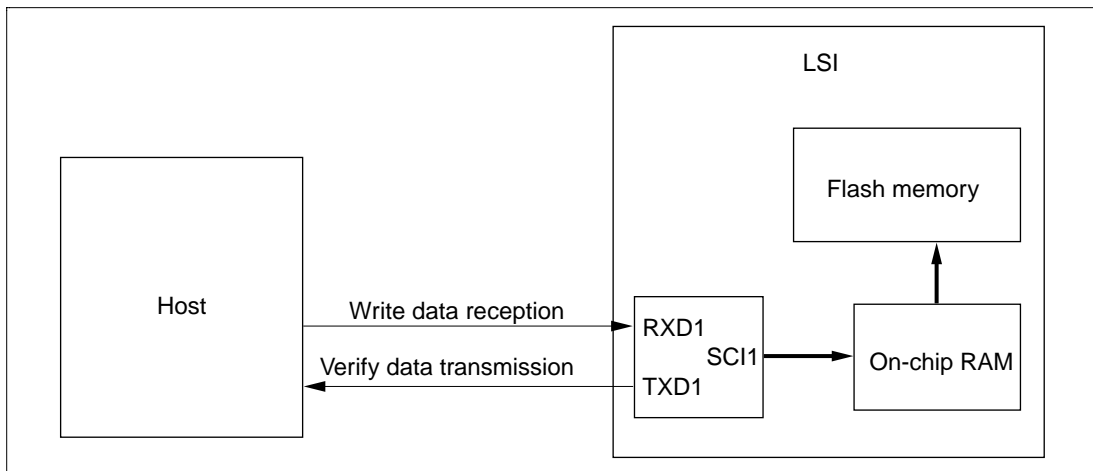 LSI
Flash memory
Host
Write data reception
RXD1
SCI1
On-chip RAM
Verify data transmission
TXD1